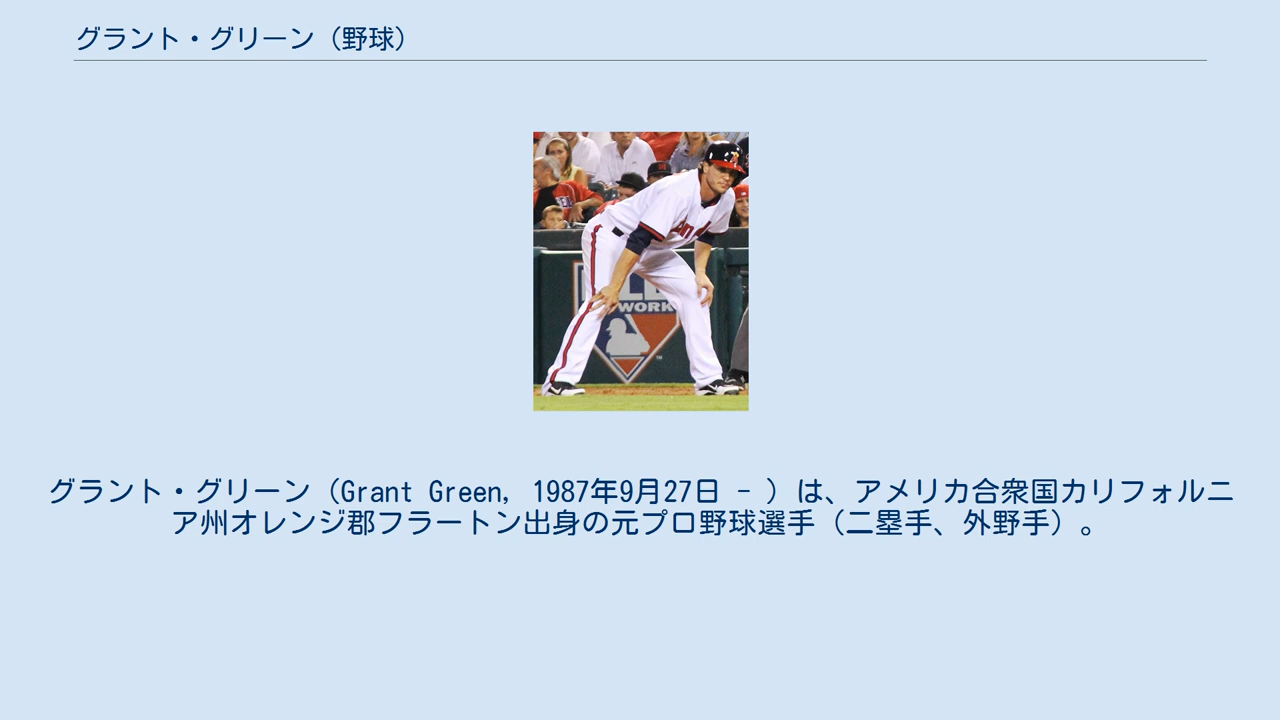 グラント・グリーン（野球）
WORK
グラント・グリーン（Grant Green, 1987年9月27日 - ）は、アメリカ合衆国カリフォルニ
ア州オレンジ郡フラートン出身の元プロ野球選手（二塁手、外野手）。